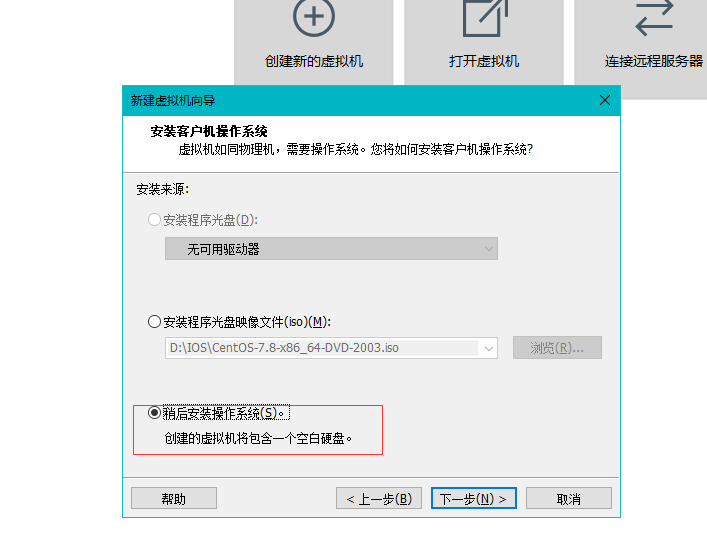 创建新的虚拟机
打开虚拟机
连接远程服务器
新建虚拟机向导
安装客户机操作系统
虚拟机如同物理机，需要操作系统。您将如何安装客户机操作系统?
安装来源:
安装程序光盘(D):
无可用驱动器
安装程序光盘映像文件(iso)(M):
D:\IOS\CentOS-7.8-x86_64-DVD-2003.iso
浏览(R)...
稍后安装操作系统(S)。
创建的虚拟机将包含一个空白硬盘。
帮助
< 上一步(B)
下一步(N) >
取消